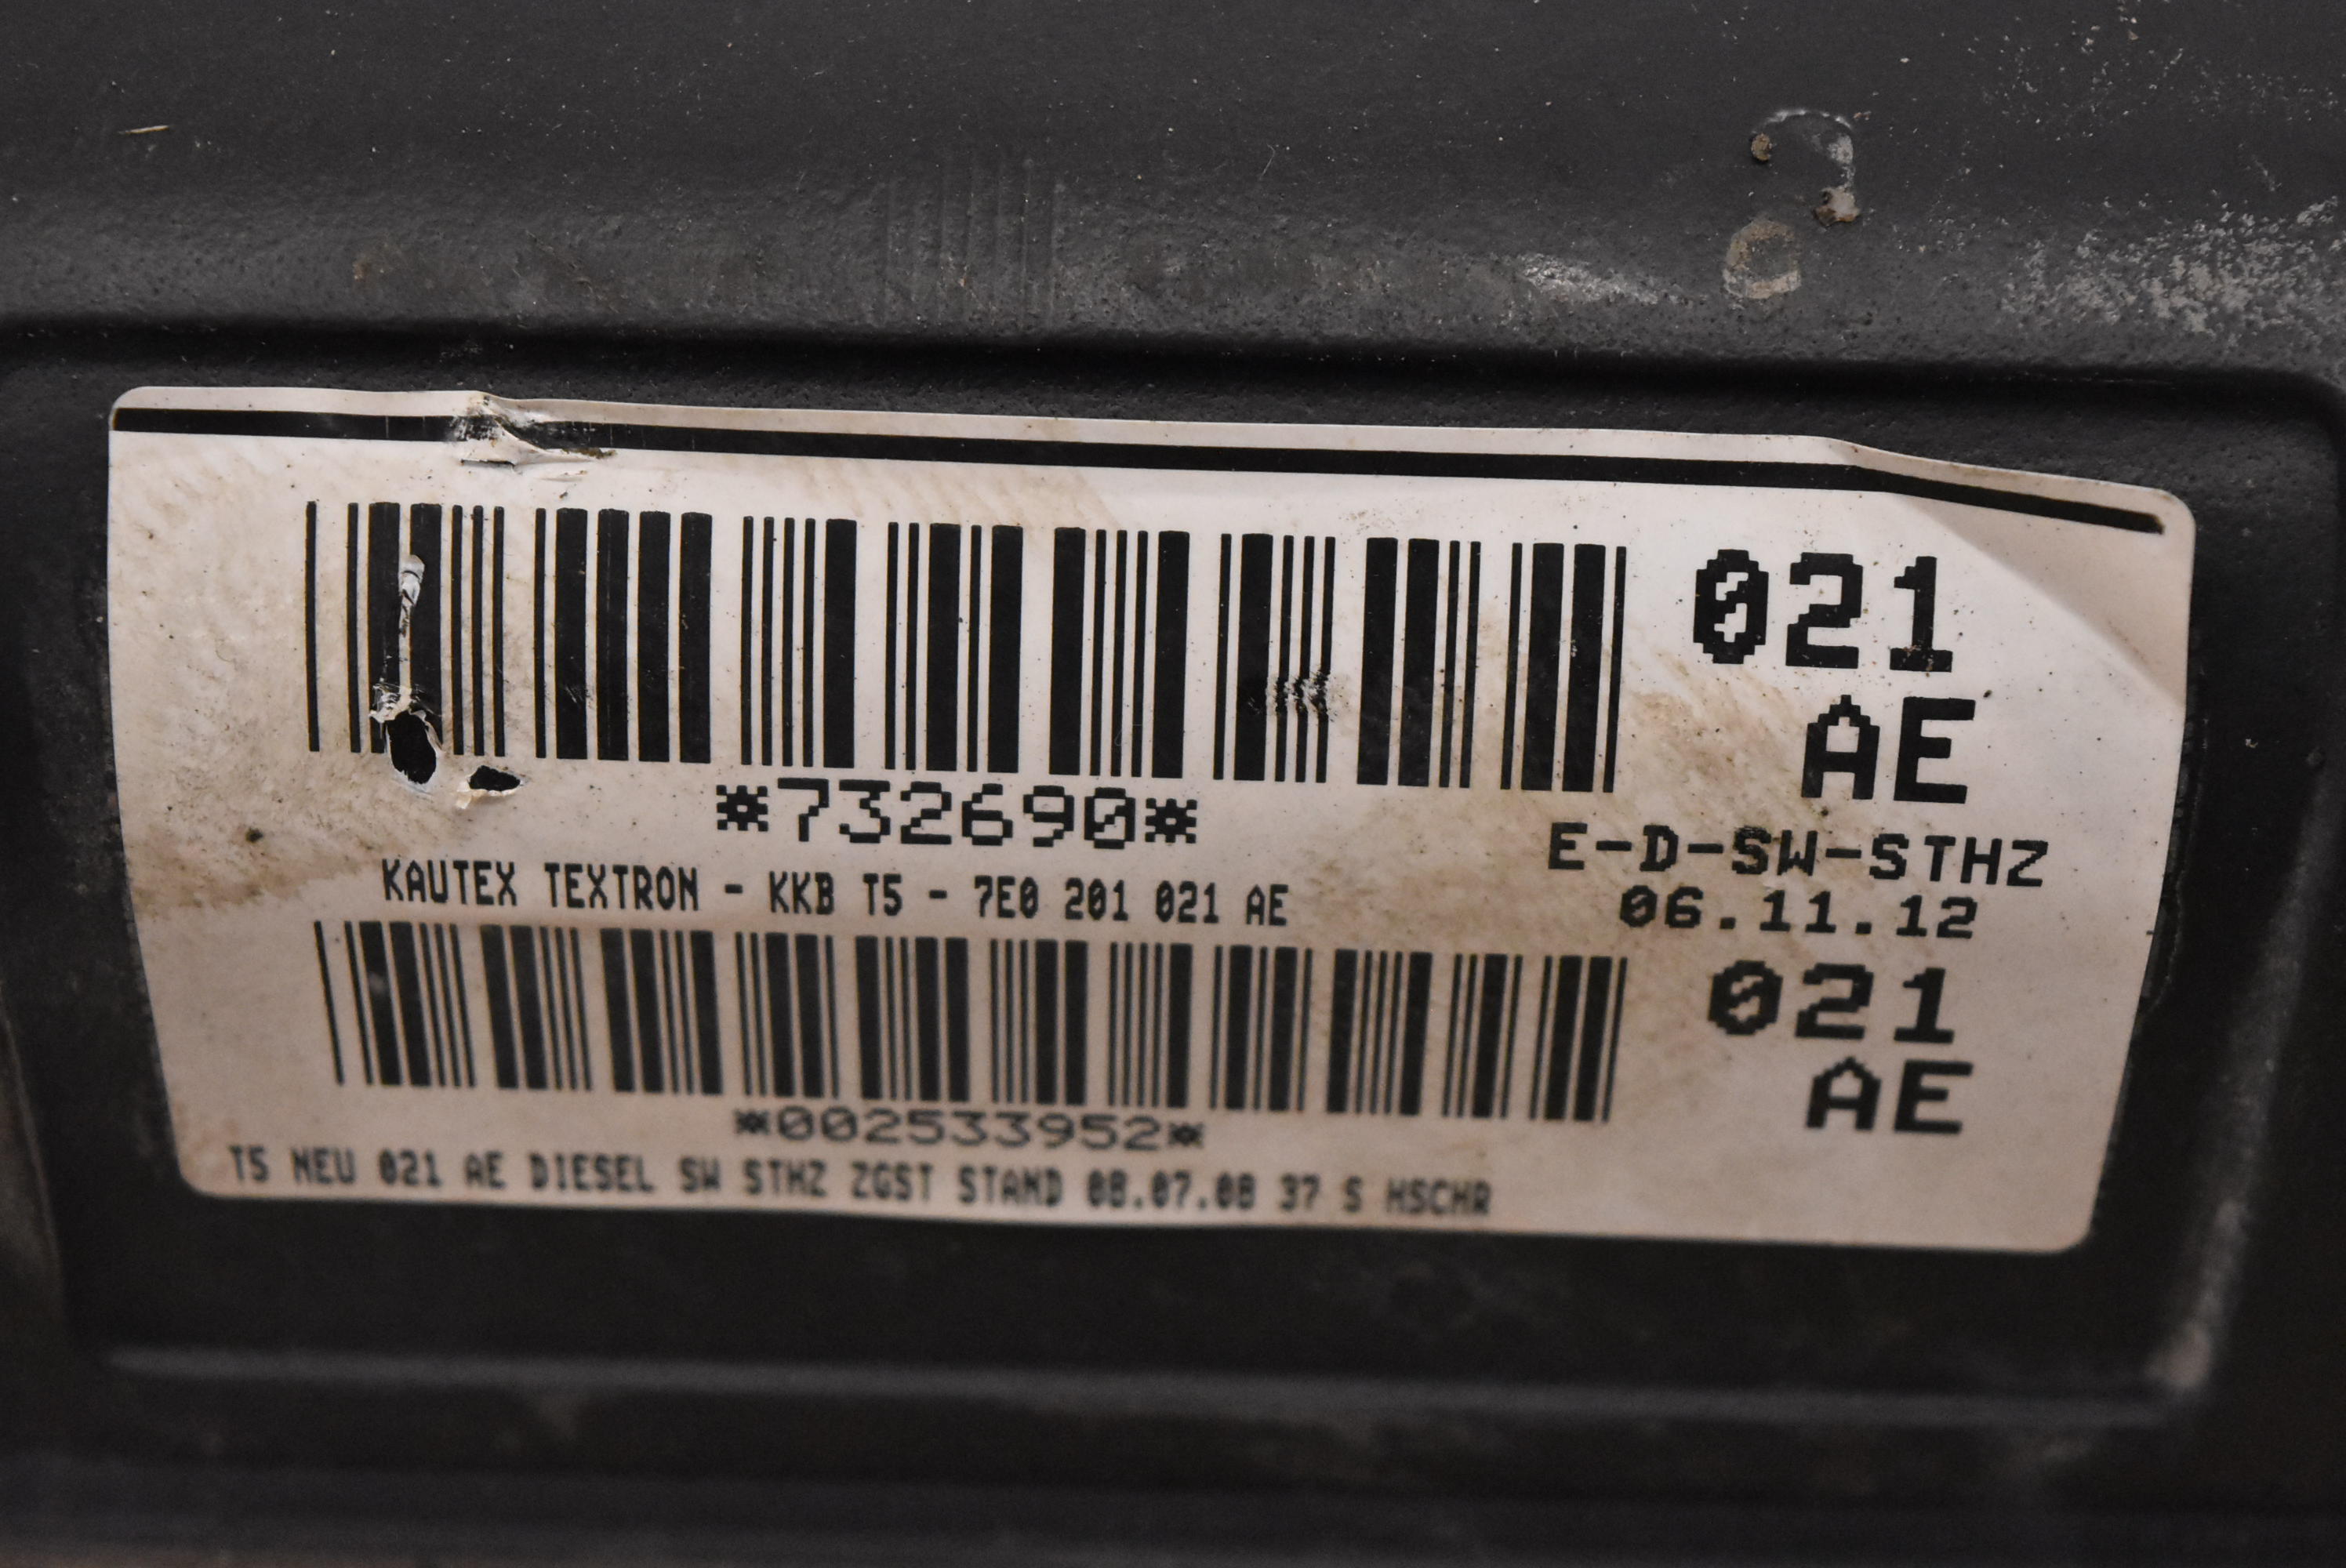 021
AE
*732690*
E-D-SW-STHZ
KAUTEX TEXTRON - KKB T5 - 7E0 201 021 AE
06.11.12
021
AE
*002533952*
T5 NEU 021 AE DIESEL SW STHZ ZGST STAND 08.07.08 37 S HSCHR